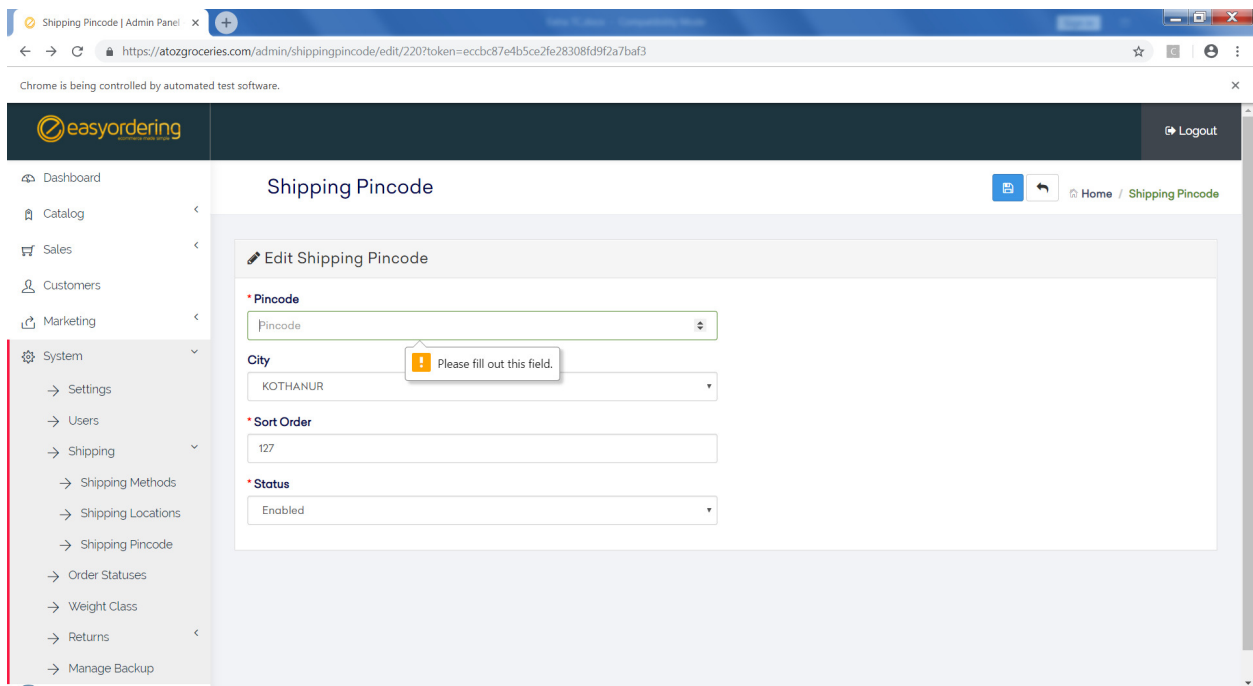 Shipping Pincode | Admin Panel
https://atozgroceries.com/admin/shippingpincode/edit/220?token=eccbc87e4b5ce2fe28308fd9f2a7baf3
Chrome is being controlled by automated test software.
easyordering
ecommerce made simple
Logout
Dashboard
Catalog
Sales
Customers
Marketing
System
Settings
Users
Shipping
Shipping Methods
Shipping Locations
Shipping Pincode
Order Statuses
Weight Class
Returns
Manage Backup
Shipping Pincode
Home / Shipping Pincode
Edit Shipping Pincode
* Pincode
Pincode
Please fill out this field.
City
KOTHANUR
* Sort Order
127
* Status
Enabled